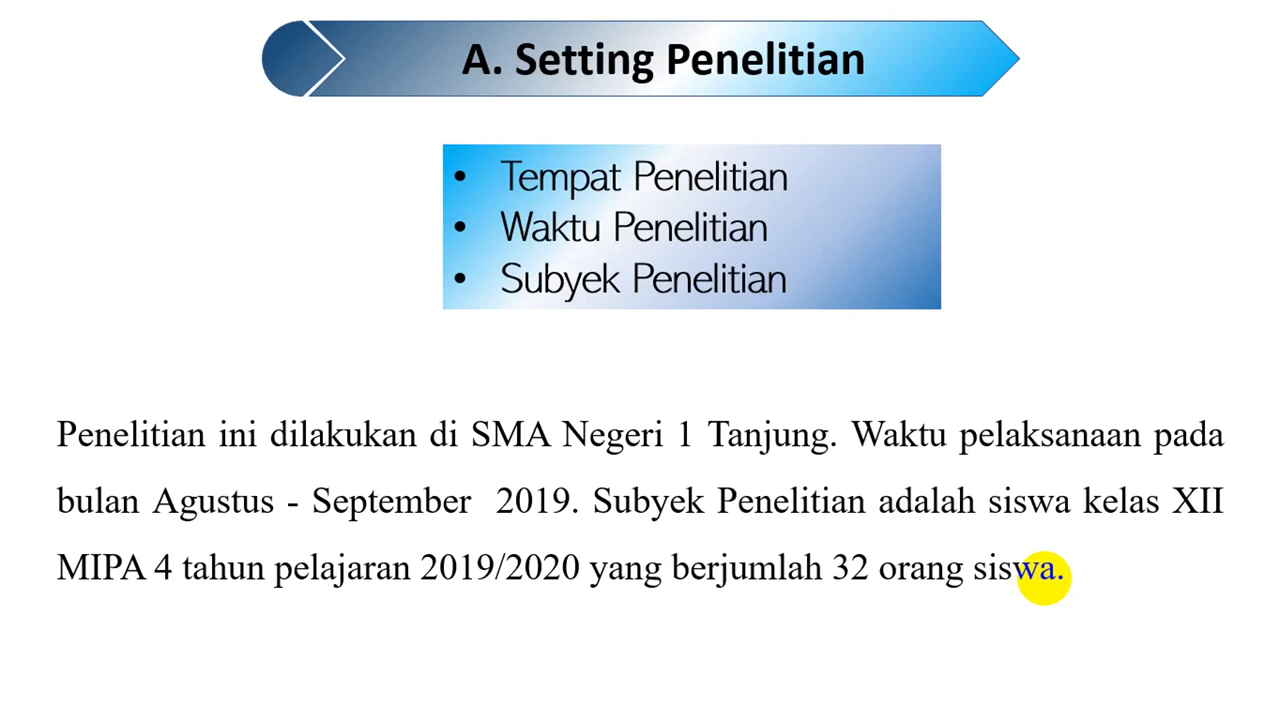 A. Setting Penelitian
• Tempat Penelitian
• Waktu Penelitian
• Subyek Penelitian
Penelitian ini dilakukan di SMA Negeri 1 Tanjung. Waktu pelaksanaan pada
bulan Agustus - September 2019. Subyek Penelitian adalah siswa kelas XII
MIPA 4 tahun pelajaran 2019/2020 yang berjumlah 32 orang siswa.